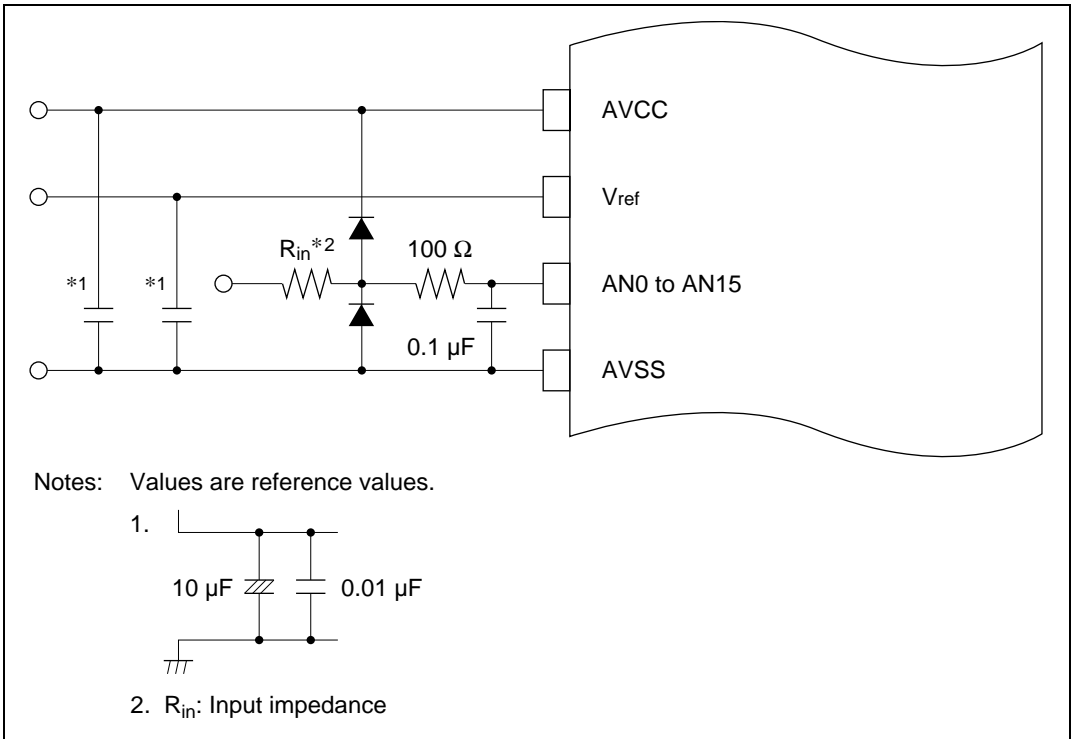 AVCC
Vref
Rin*2
100 Ω
*1
*1
AN0 to AN15
0.1 µF
AVSS
Notes: Values are reference values.
1.
10 µF
0.01 µF
2. Rin: Input impedance